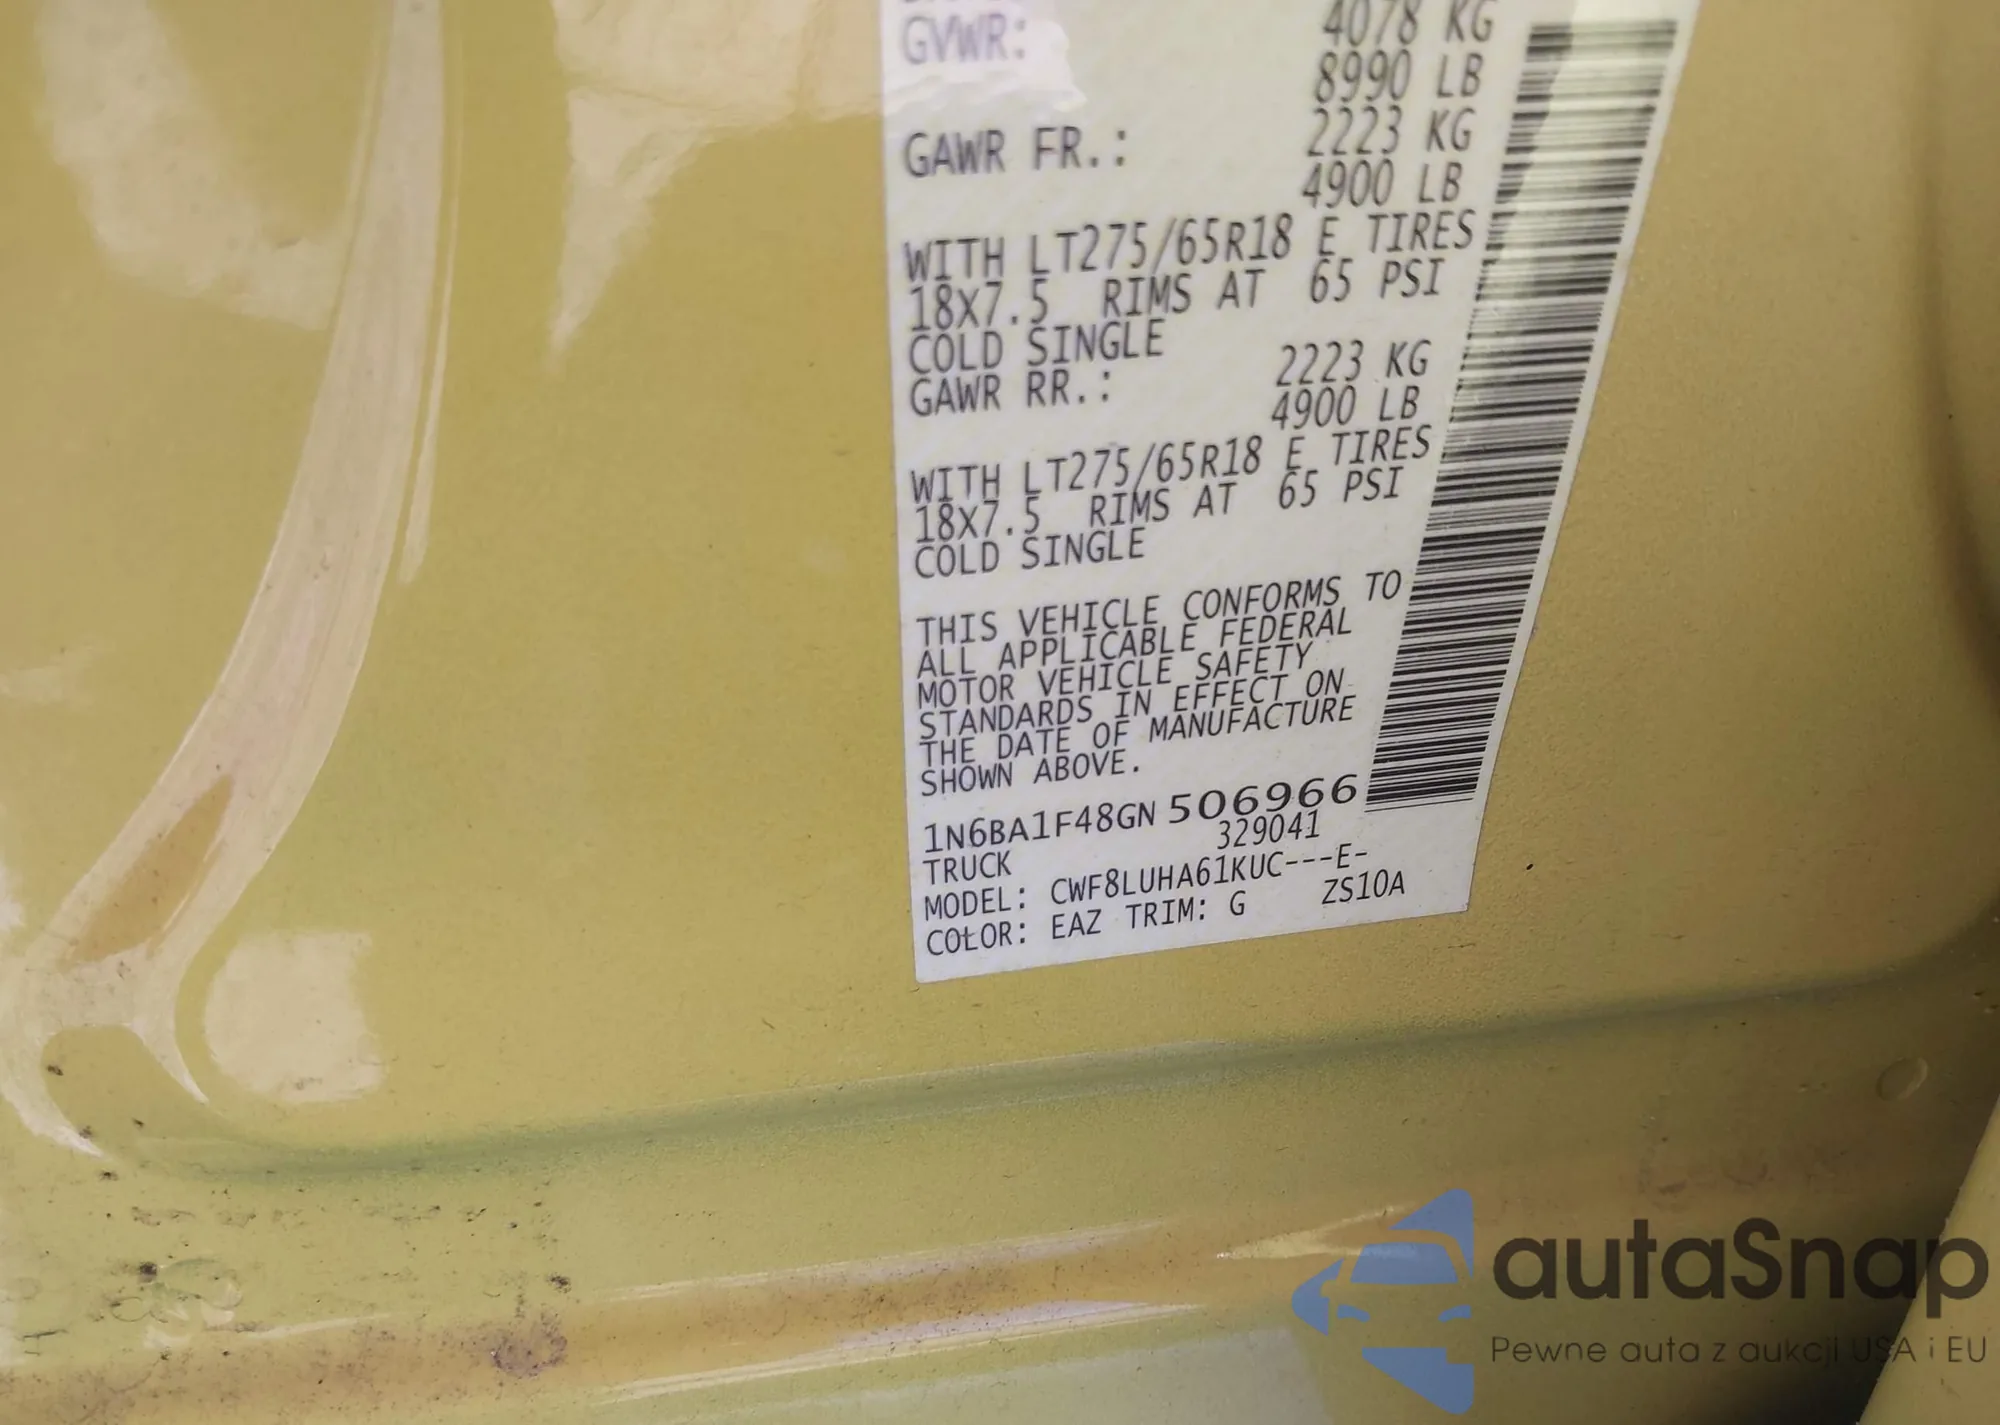 GVWR: 4078 KG
8990 LB
GAWR FR.: 2223 KG
4900 LB
WITH LT275/65R18 E TIRES
18X7.5 RIMS AT 65 PSI
COLD SINGLE
GAWR RR.: 2223 KG
4900 LB
WITH LT275/65R18 E TIRES
18X7.5 RIMS AT 65 PSI
COLD SINGLE
THIS VEHICLE CONFORMS TO
ALL APPLICABLE FEDERAL
MOTOR VEHICLE SAFETY
STANDARDS IN EFFECT ON
THE DATE OF MANUFACTURE
SHOWN ABOVE.
1N6BA1F48GN 506966
TRUCK 329041
MODEL: CWF8LUHA61KUC---E-
COLOR: EAZ TRIM: G ZS10A
autaSnap
Pewne auta z aukcji USA i EU